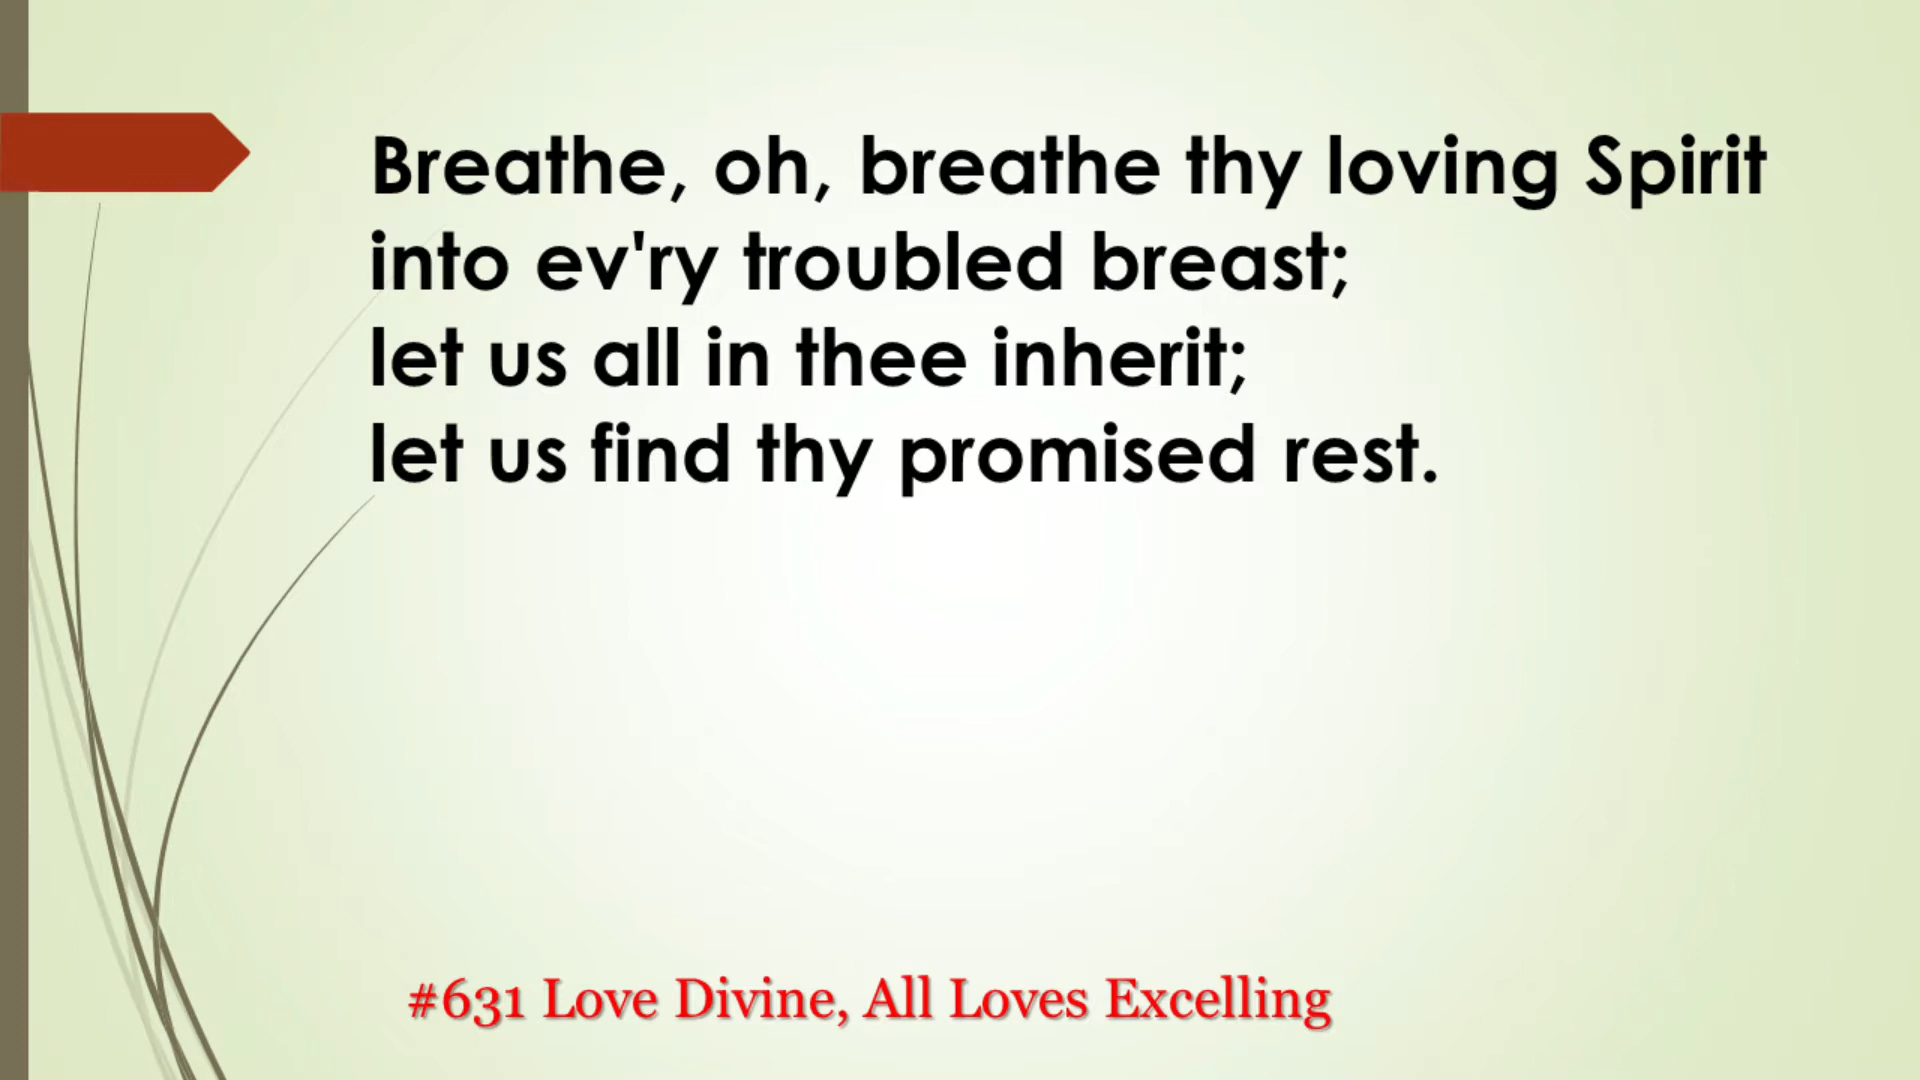 Breathe, oh, breathe thy loving Spirit
into ev'ry troubled breast;
let us all in thee inherit;
let us find thy promised rest.
#631 Love Divine, All Loves Excelling